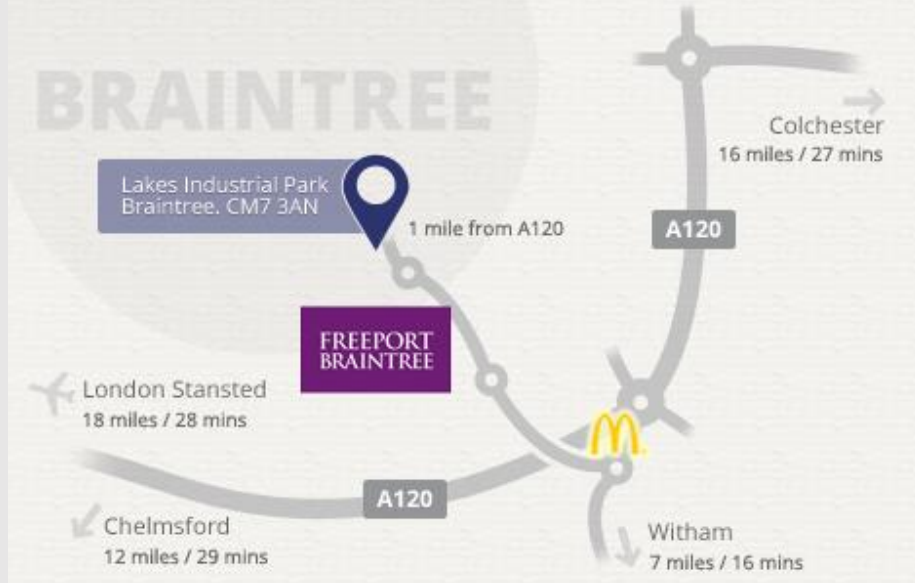 BRAINTREE
Lakes Industrial Park
Braintree. CM7 3AN
1 mile from A120
Colchester
16 miles / 27 mins
A120
FREEPORT
BRAINTREE
London Stansted
18 miles / 28 mins
A120
Chelmsford
12 miles / 29 mins
Witham
7 miles / 16 mins